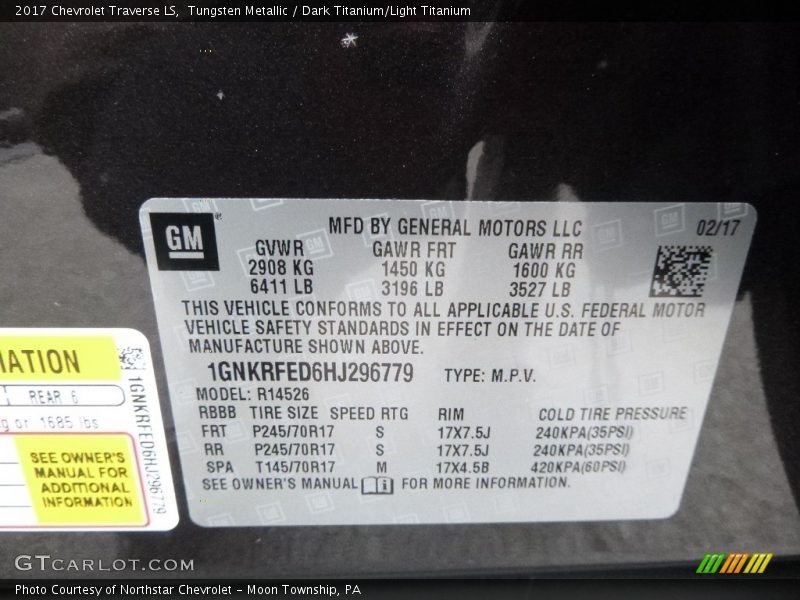 2017 Chevrolet Traverse LS, Tungsten Metallic / Dark Titanium/Light Titanium
GM
MFD BY GENERAL MOTORS LLC 02/17
GVWR GAWR FRT GAWR RR
2908 KG 1450 KG 1600 KG
6411 LB 3196 LB 3527 LB
THIS VEHICLE CONFORMS TO ALL APPLICABLE U.S. FEDERAL MOTOR
VEHICLE SAFETY STANDARDS IN EFFECT ON THE DATE OF
MANUFACTURE SHOWN ABOVE.
1GNKRFED6HJ296779 TYPE: M.P.V.
MODEL: R14526
RBBB TIRE SIZE SPEED RTG RIM COLD TIRE PRESSURE
FRT P245/70R17 S 17X7.5J 240KPA(35PSI)
RR P245/70R17 S 17X7.5J 240KPA(35PSI)
SPA T145/70R17 M 17X4.5B 420KPA(60PSI)
SEE OWNER'S MANUAL i FOR MORE INFORMATION.
MATION
REAR 6
kg or 1685 lbs
SEE OWNER'S
MANUAL FOR
ADDITIONAL
INFORMATION
1GNKRFED6HJ296779
GTCARLOT.COM
Photo Courtesy of Northstar Chevrolet - Moon Township, PA